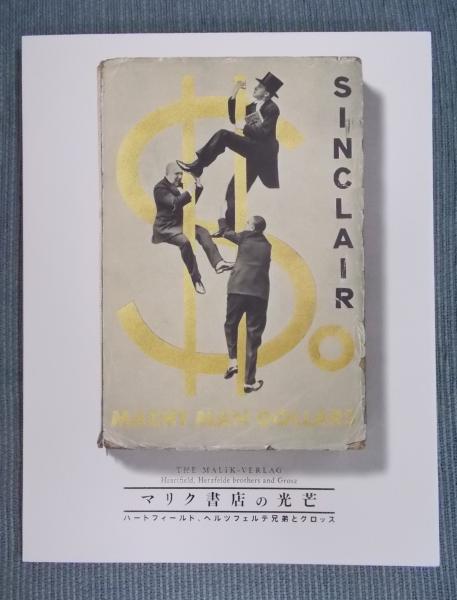 SINCLAIR
$O.
MACHT MAN DOLLARS
THE MALIK-VERLAG
Heartfield, Herzfelde brothers and Grosz
マリク書店の光芒
ハートフィールド、ヘルツフェルデ兄弟とグロッス